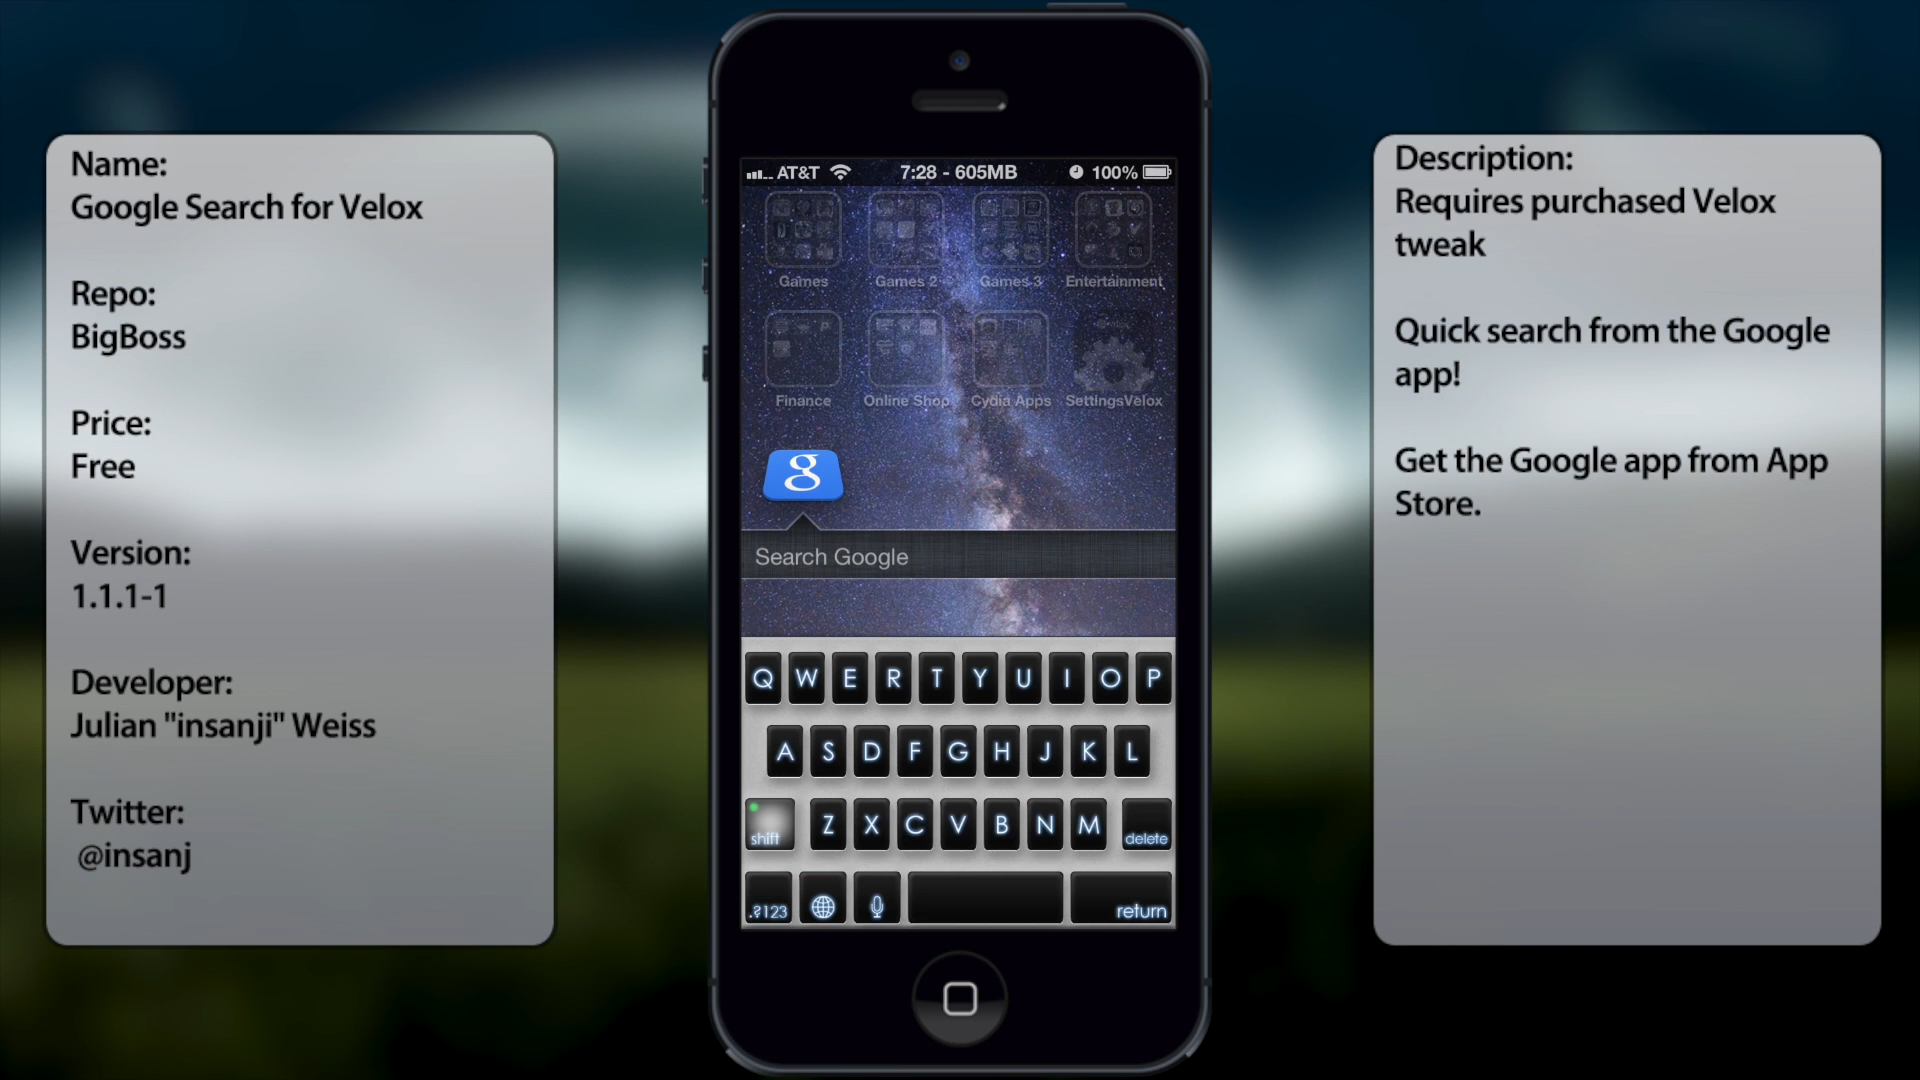 Name:
Google Search for Velox
Repo:
BigBoss
Price:
Free
Version:
1.1.1-1
Developer:
Julian "insanji" Weiss
Twitter:
@insanj
AT&T 7:28 - 605MB 100%
Games Games 2 Games 3 Entertainment
Finance Online Shop Cydia Apps SettingsVelox
g
Search Google
Q W E R T Y U I O P
A S D F G H J K L
shift Z X C V B N M delete
.?123 return
Description:
Requires purchased Velox
tweak
Quick search from the Google
app!
Get the Google app from App
Store.